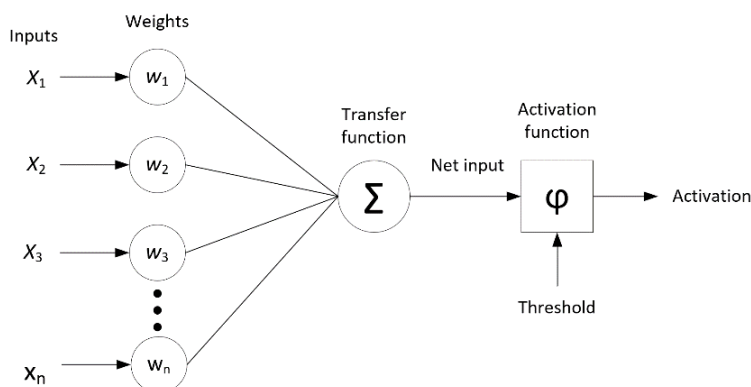 Inputs
Weights
X1
w1
X2
w2
X3
w3
xn
wn
Transfer
function
Σ
Net input
Activation
function
φ
Threshold
Activation